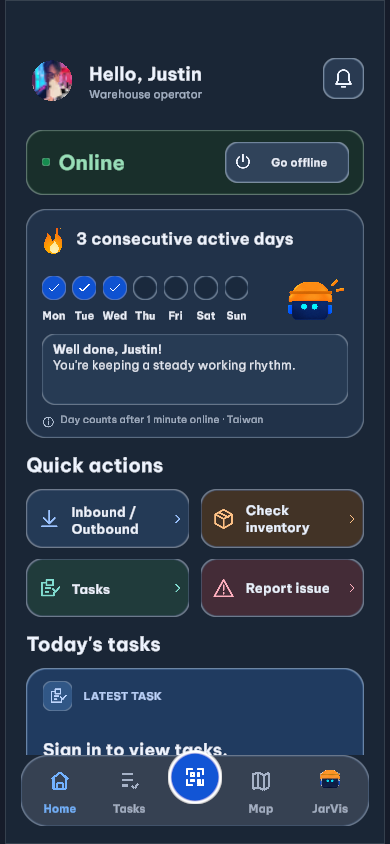 Hello, Justin
Warehouse operator
Online
Go offline
3 consecutive active days
Mon Tue Wed Thu Fri Sat Sun
Well done, Justin!
You're keeping a steady working rhythm.
Day counts after 1 minute online · Taiwan
Quick actions
Inbound /
Outbound
Check
inventory
Tasks
Report issue
Today's tasks
LATEST TASK
Sign in to view tasks.
Home Tasks Map JarVis